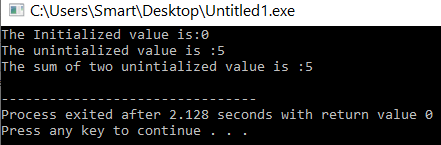 C:\Users\Smart\Desktop\Untitled1.exe
The Initialized value is:0
The unintialized value is :5
The sum of two unintialized value is :5
--------------------------------
Process exited after 2.128 seconds with return value 0
Press any key to continue . . .